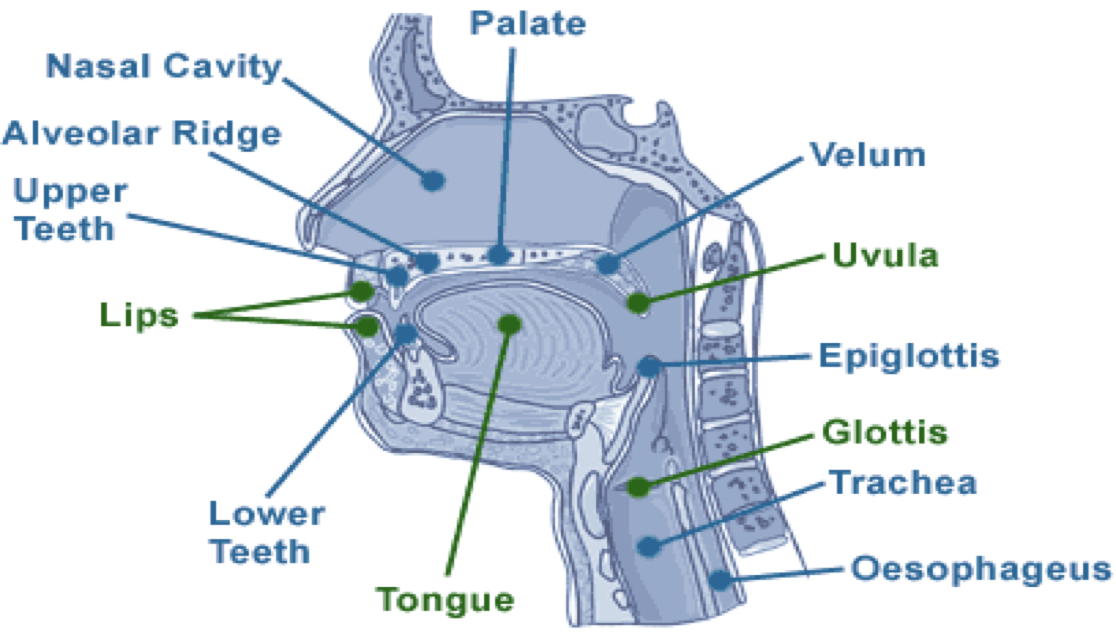 Palate
Nasal Cavity
Alveolar Ridge
Upper
Teeth
Lips
Lower
Teeth
Tongue
Velum
Uvula
Epiglottis
Glottis
Trachea
Oesophageus